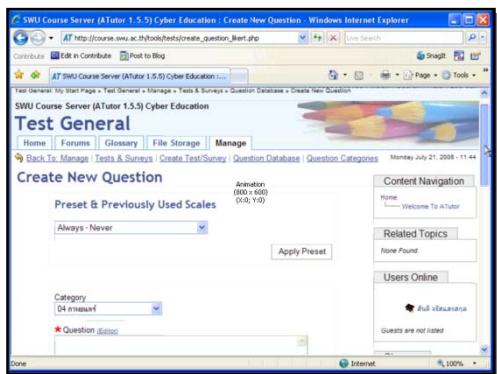 SWU Course Server (ATutor 1.5.5) Cyber Education : Create New Question - Windows Internet Explorer
AT http://course.swu.ac.th/tools/tests/create_question_likert.php
Live Search
Contribute Edit in Contribute Post to Blog
SnagIt
AT SWU Course Server (ATutor 1.5.5) Cyber Education : ...
Page Tools
Test General: My Start Page » Test General » Manage » Tests & Surveys » Question Database » Create New Question
SWU Course Server (ATutor 1.5.5) Cyber Education
Test General
Home Forums Glossary File Storage Manage
Back To: Manage | Tests & Surveys | Create Test/Survey | Question Database | Question Categories Monday July 21, 2008 - 11:44
Create New Question
Animation
(800 x 600)
(X:0; Y:0)
Content Navigation
Preset & Previously Used Scales
Home
Welcome To ATutor
Always - Never
Related Topics
Apply Preset
None Found.
Users Online
Category
04 ภาพยนตร์
Guests are not listed
Question (Editor)
Done
Internet
100%